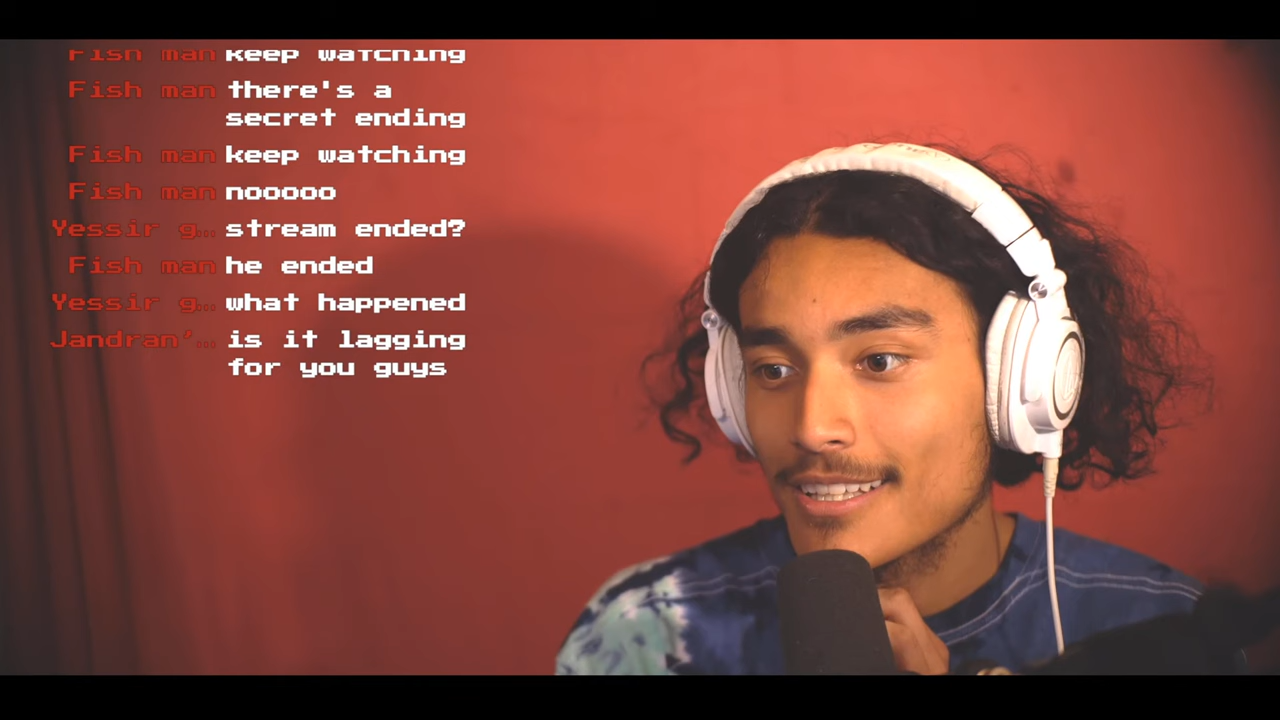 Fish man keep watching
Fish man there's a
secret ending
Fish man keep watching
Fish man nooooo
Yessir g… stream ended?
Fish man he ended
Yessir g… what happened
Jandran'… is it lagging
for you guys